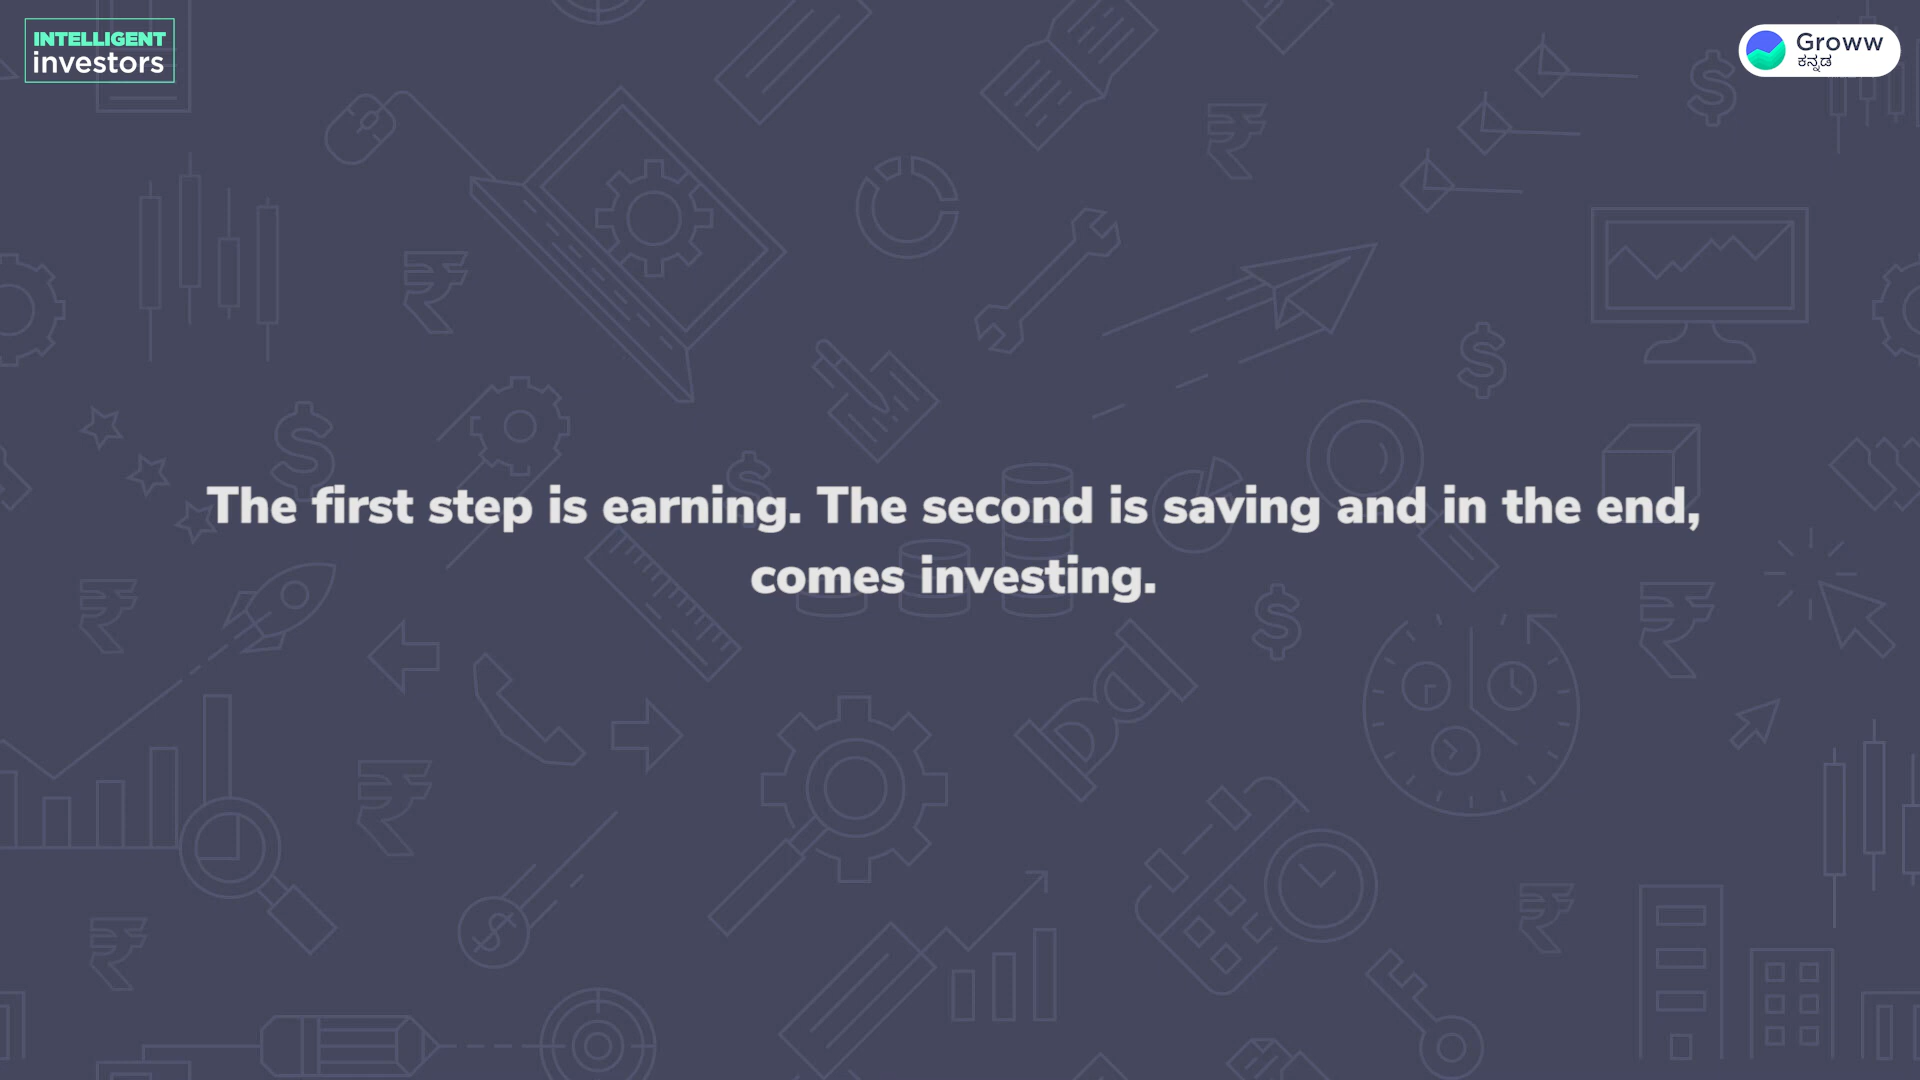 INTELLIGENT
investors
Groww
ಕನ್ನಡ
The first step is earning. The second is saving and in the end,
comes investing.